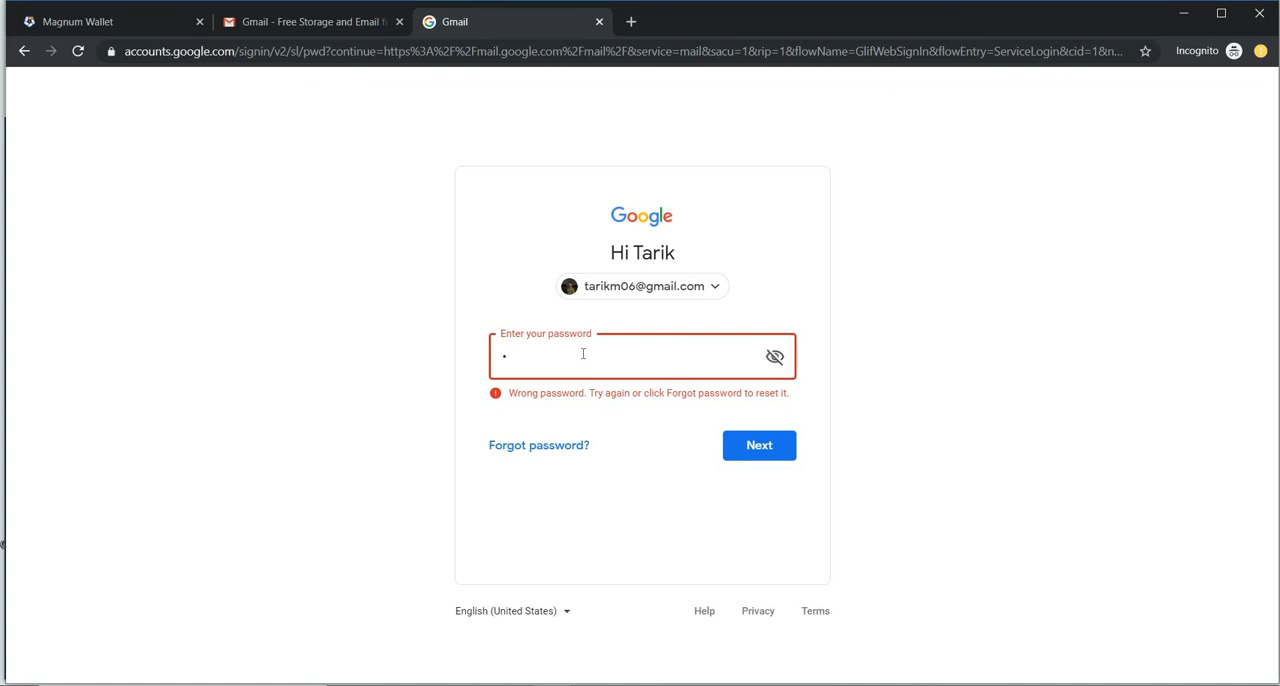 Magnum Wallet
Gmail - Free Storage and Email f
Gmail
accounts.google.com/signin/v2/sl/pwd?continue=https%3A%2F%2Fmail.google.com%2Fmail%2F&service=mail&sacu=1&rip=1&flowName=GlifWebSignIn&flowEntry=ServiceLogin&cid=1&n...
Incognito
Google
Hi Tarik
tarikm06@gmail.com
Enter your password
Wrong password. Try again or click Forgot password to reset it.
Forgot password?
Next
English (United States)
Help
Privacy
Terms